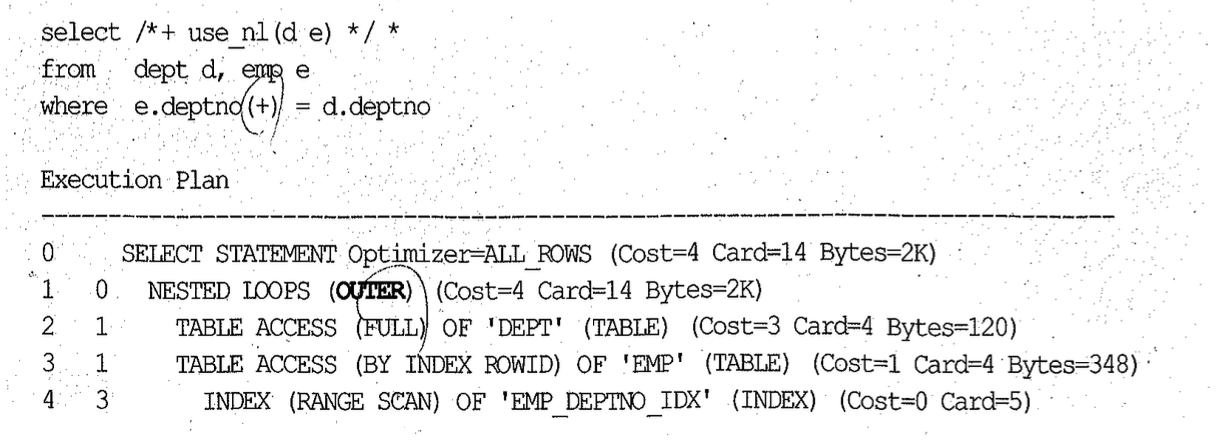 select /*+ use_nl(d e) */ *
from dept d, emp e
where e.deptno(+) = d.deptno
Execution Plan
0 SELECT STATEMENT Optimizer=ALL_ROWS (Cost=4 Card=14 Bytes=2K)
1 0 NESTED LOOPS (OUTER) (Cost=4 Card=14 Bytes=2K)
2 1 TABLE ACCESS (FULL) OF 'DEPT' (TABLE) (Cost=3 Card=4 Bytes=120)
3 1 TABLE ACCESS (BY INDEX ROWID) OF 'EMP' (TABLE) (Cost=1 Card=4 Bytes=348)
4 3 INDEX (RANGE SCAN) OF 'EMP_DEPTNO_IDX' (INDEX) (Cost=0 Card=5)